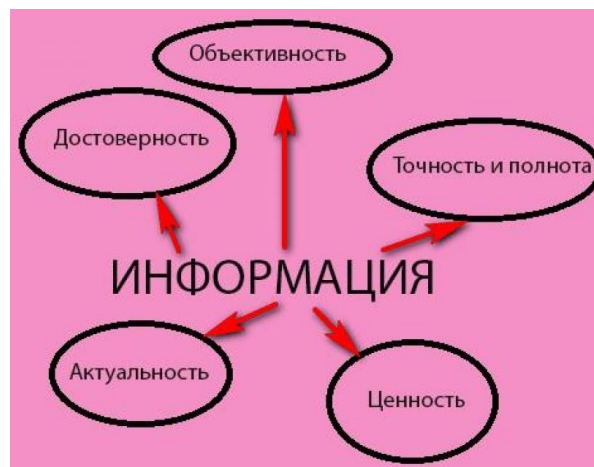 Объективность
Достоверность
Точность и полнота
ИНФОРМАЦИЯ
Актуальность
Ценность